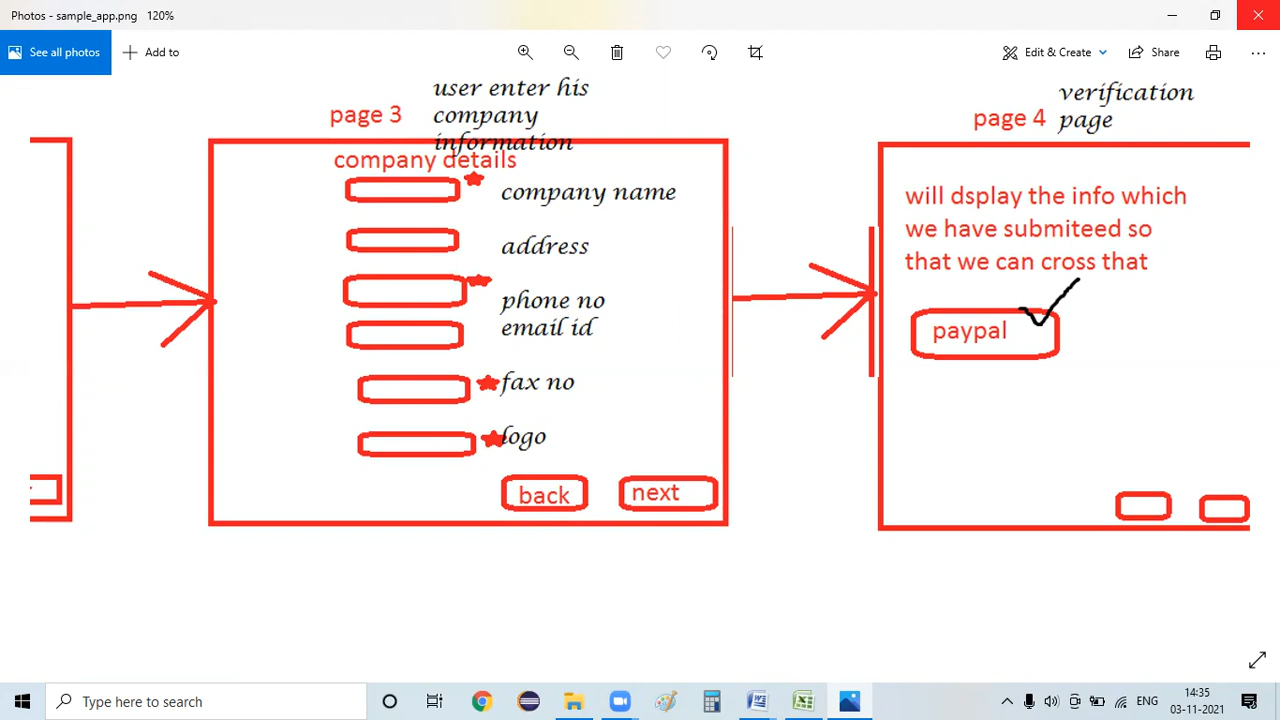 Photos - sample_app.png 120%
See all photos
Add to
Edit & Create
Share
page 3
user enter his
company
information
company details
company name
address
phone no
email id
fax no
logo
back
next
page 4
verification
page
will dsplay the info which
we have submiteed so
that we can cross that
paypal
Type here to search
ENG
14:35
03-11-2021